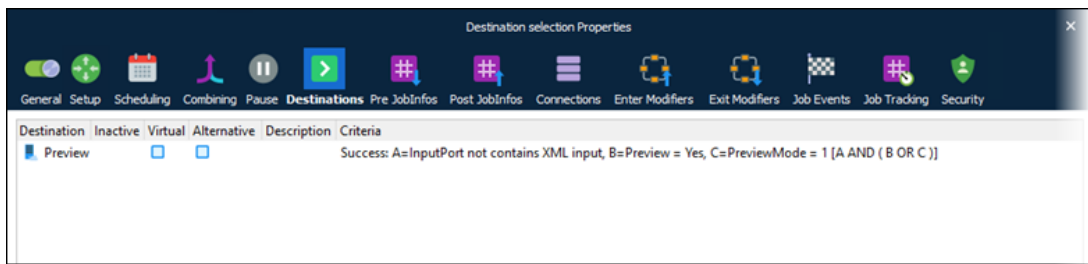 Destination selection Properties
General Setup Scheduling Combining Pause Destinations Pre JobInfos Post JobInfos Connections Enter Modifiers Exit Modifiers Job Events Job Tracking Security
Destination Inactive Virtual Alternative Description Criteria
Preview Success: A=InputPort not contains XML input, B=Preview = Yes, C=PreviewMode = 1 [A AND ( B OR C )]